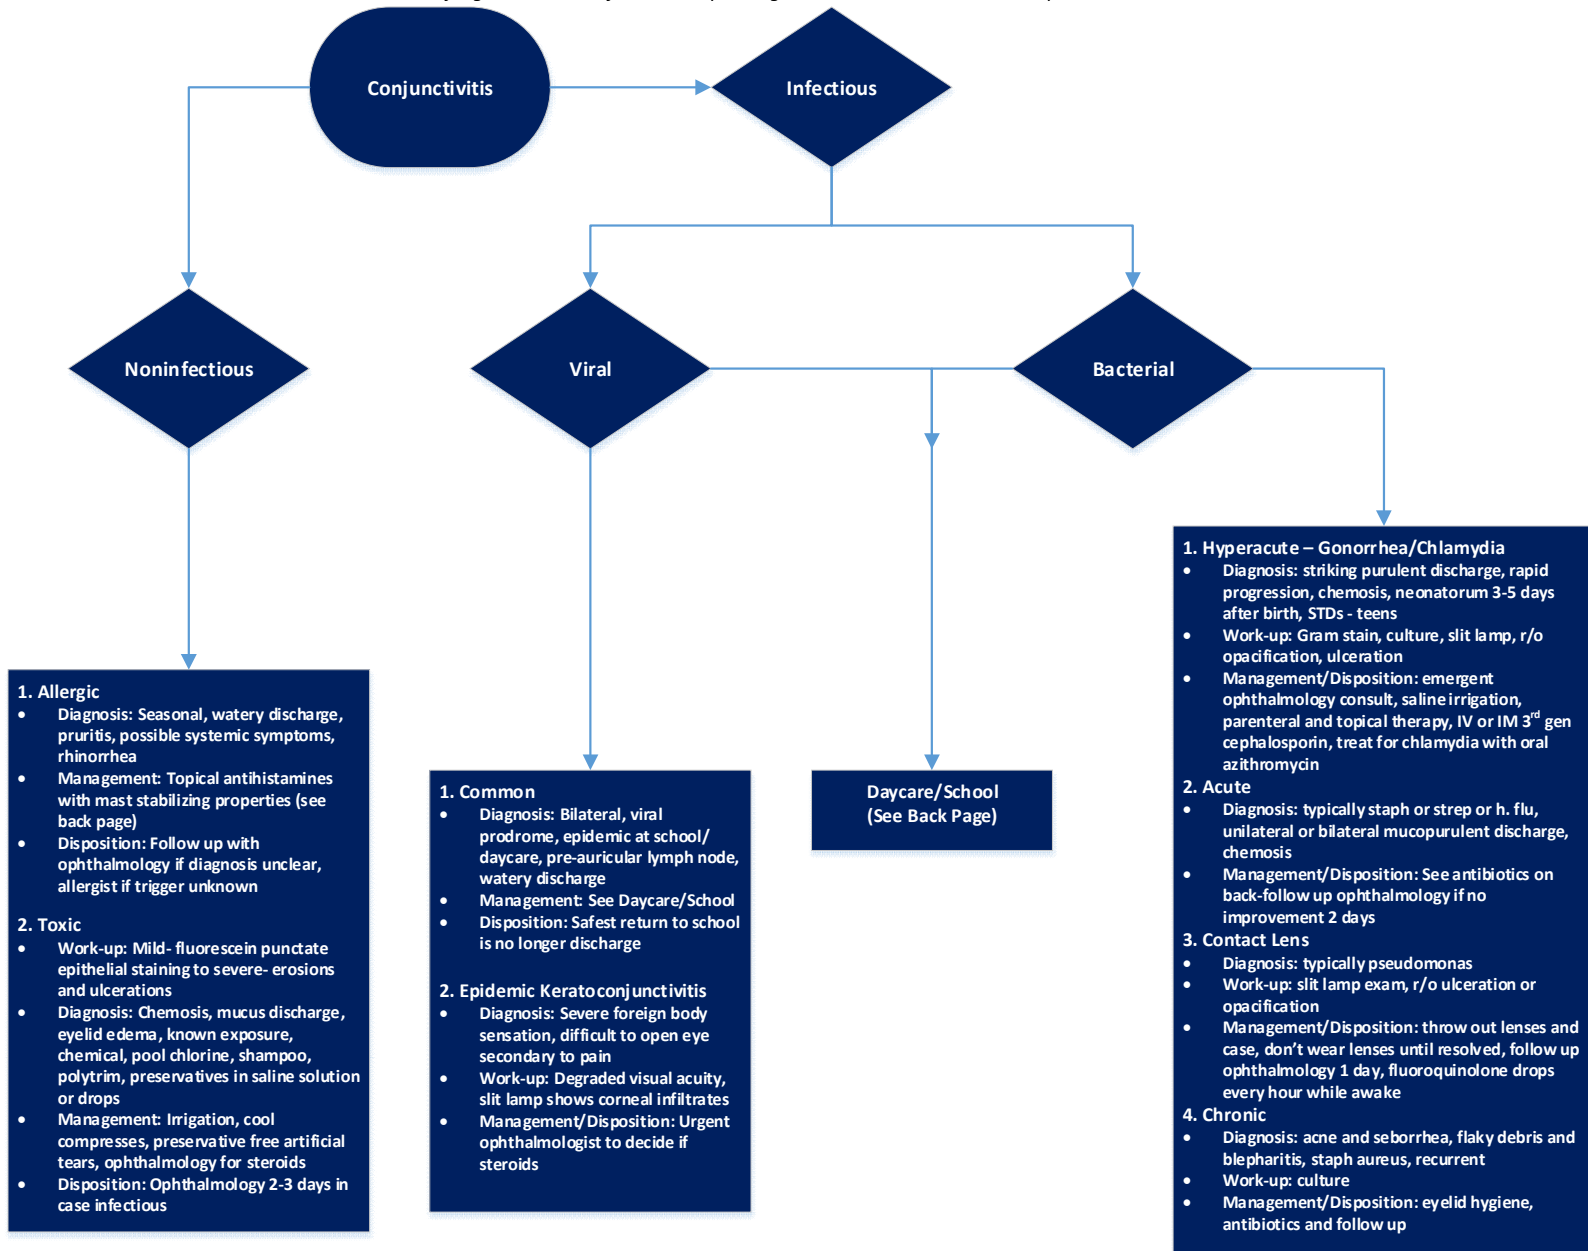 Conjunctivitis
Infectious
Noninfectious
Viral
Bacterial
1. Allergic
• Diagnosis: Seasonal, watery discharge,
pruritis, possible systemic symptoms,
rhinorrhea
• Management: Topical antihistamines
with mast stabilizing properties (see
back page)
• Disposition: Follow up with
ophthalmology if diagnosis unclear,
allergist if trigger unknown
2. Toxic
• Work-up: Mild- fluorescein punctate
epithelial staining to severe- erosions
and ulcerations
• Diagnosis: Chemosis, mucus discharge,
eyelid edema, known exposure,
chemical, pool chlorine, shampoo,
polytrim, preservatives in saline solution
or drops
• Management: Irrigation, cool
compresses, preservative free artificial
tears, ophthalmology for steroids
• Disposition: Ophthalmology 2-3 days in
case infectious
1. Common
• Diagnosis: Bilateral, viral
prodrome, epidemic at school/
daycare, pre-auricular lymph node,
watery discharge
• Management: See Daycare/School
• Disposition: Safest return to school
is no longer discharge
2. Epidemic Keratoconjunctivitis
• Diagnosis: Severe foreign body
sensation, difficult to open eye
secondary to pain
• Work-up: Degraded visual acuity,
slit lamp shows corneal infiltrates
• Management/Disposition: Urgent
ophthalmologist to decide if
steroids
Daycare/School
(See Back Page)
1. Hyperacute – Gonorrhea/Chlamydia
• Diagnosis: striking purulent discharge, rapid
progression, chemosis, neonatorum 3-5 days
after birth, STDs - teens
• Work-up: Gram stain, culture, slit lamp, r/o
opacification, ulceration
• Management/Disposition: emergent
ophthalmology consult, saline irrigation,
parenteral and topical therapy, IV or IM 3rd gen
cephalosporin, treat for chlamydia with oral
azithromycin
2. Acute
• Diagnosis: typically staph or strep or h. flu,
unilateral or bilateral mucopurulent discharge,
chemosis
• Management/Disposition: See antibiotics on
back-follow up ophthalmology if no
improvement 2 days
3. Contact Lens
• Diagnosis: typically pseudomonas
• Work-up: slit lamp exam, r/o ulceration or
opacification
• Management/Disposition: throw out lenses and
case, don't wear lenses until resolved, follow up
ophthalmology 1 day, fluoroquinolone drops
every hour while awake
4. Chronic
• Diagnosis: acne and seborrhea, flaky debris and
blepharitis, staph aureus, recurrent
• Work-up: culture
• Management/Disposition: eyelid hygiene,
antibiotics and follow up